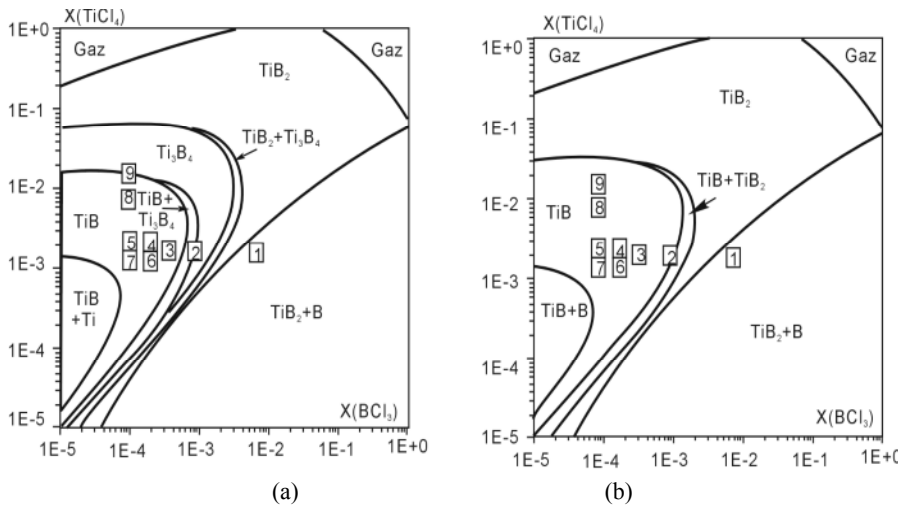 X(TiCl₄)
1E+0
Gaz
Gaz
TiB₂
1E-1
TiB₂+Ti₃B₄
Ti₃B₄
9
1E-2
8
TiB+
Ti₃B₄
TiB
5 4 3 2 1
7 6
1E-3
TiB
+Ti
TiB₂+B
1E-4
X(BCl₃)
1E-5
1E-5 1E-4 1E-3 1E-2 1E-1 1E+0
(a)
X(TiCl₄)
1E+0
Gaz
Gaz
TiB₂
1E-1
TiB+TiB₂
9
1E-2
8
TiB
5 4 3 2 1
7 6
1E-3
TiB+B
TiB₂+B
1E-4
X(BCl₃)
1E-5
1E-5 1E-4 1E-3 1E-2 1E-1 1E+0
(b)